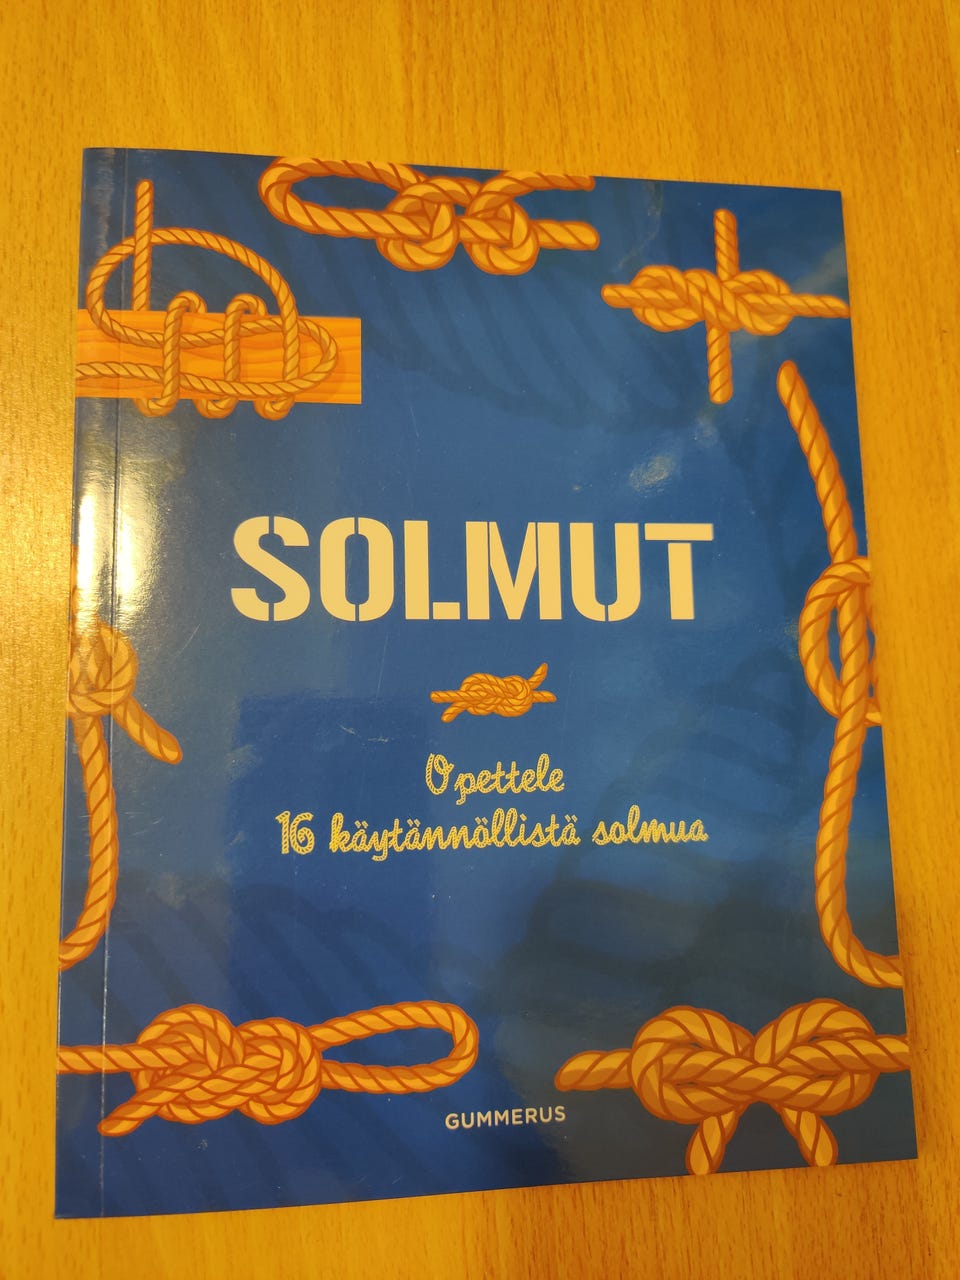 SOLMUT
Opettele
16 käytännöllistä solmua
GUMMERUS